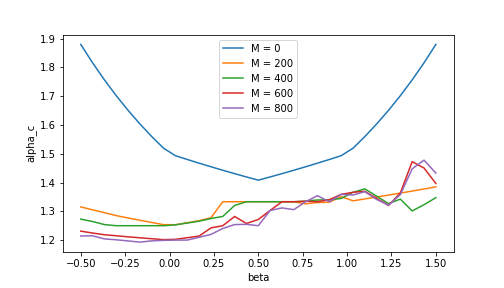 M = 0
M = 200
M = 400
M = 600
M = 800
1.9
1.8
1.7
1.6
1.5
1.4
1.3
1.2
alpha_c
−0.50
−0.25
0.00
0.25
0.50
0.75
1.00
1.25
1.50
beta